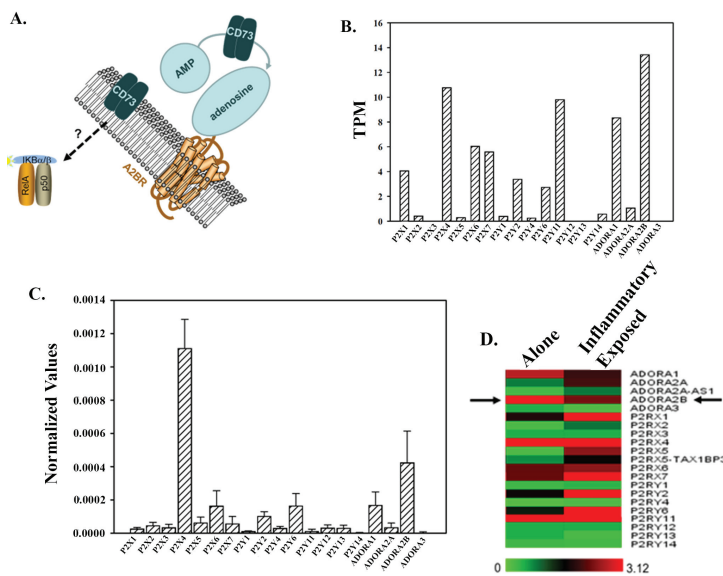 A.
CD73
AMP
adenosine
CD73
?
A2BR
IKBα/β
RelA
p50
B.
TPM
16
14
12
10
8
6
4
2
0
P2X1
P2X2
P2X3
P2X4
P2X5
P2X6
P2X7
P2Y1
P2Y2
P2Y4
P2Y6
P2Y11
P2Y12
P2Y13
P2Y14
ADORA1
ADORA2A
ADORA2B
ADORA3
C.
Normalized Values
0.0014
0.0012
0.0010
0.0008
0.0006
0.0004
0.0002
0.0000
P2X1
P2X2
P2X3
P2X4
P2X5
P2X6
P2X7
P2Y1
P2Y2
P2Y4
P2Y6
P2Y11
P2Y12
P2Y13
P2Y14
ADORA1
ADORA2A
ADORA2B
ADORA3
D.
Alone
Inflammatory
Exposed
ADORA1
ADORA2A
ADORA2A-AS1
ADORA2B
ADORA3
P2RX1
P2RX2
P2RX3
P2RX4
P2RX5
P2RX5-TAX1BP3
P2RX6
P2RX7
P2RY1
P2RY2
P2RY4
P2RY6
P2RY11
P2RY12
P2RY13
P2RY14
0
3.12